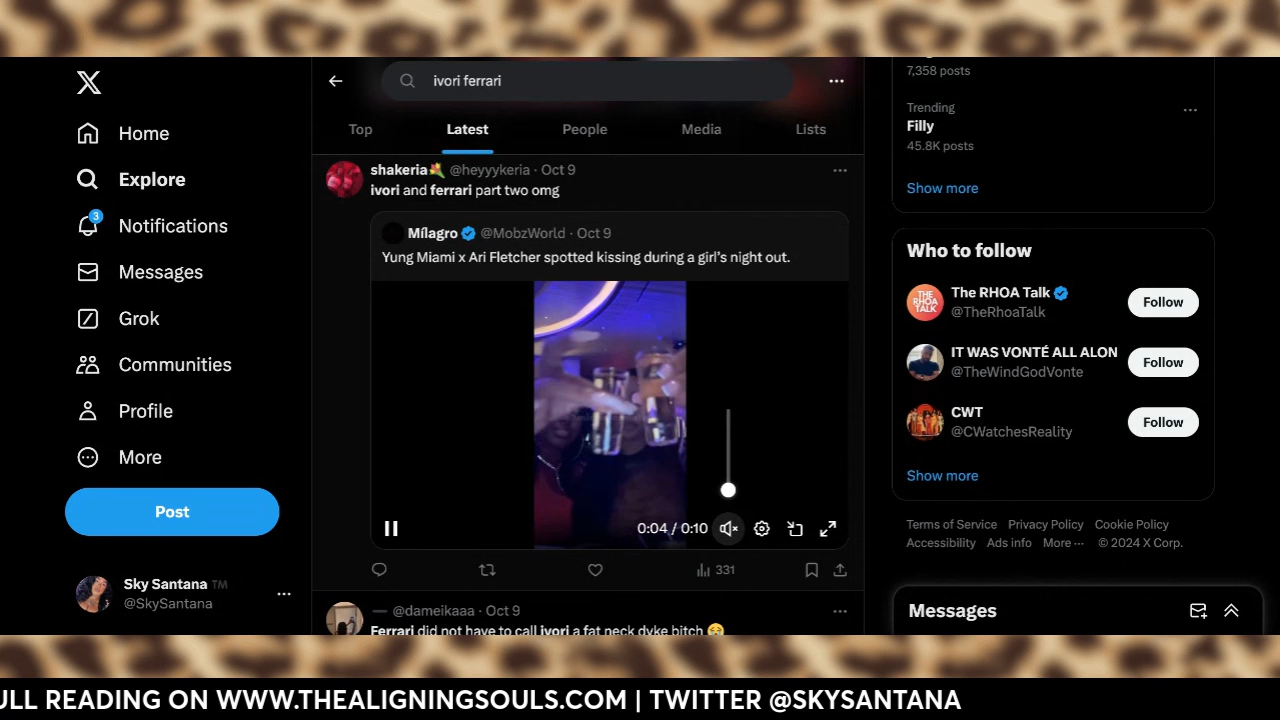 7,358 posts
ivori ferrari
Trending
Filly
45.8K posts
Show more
Home
Explore
3
Notifications
Messages
Grok
Communities
Profile
More
Post
Sky Santana ™
@SkySantana
Top
Latest
People
Media
Lists
shakeria @heyyykeria · Oct 9
ivori and ferrari part two omg
Mílagro @MobzWorld · Oct 9
Yung Miami x Ari Fletcher spotted kissing during a girl's night out.
0:04 / 0:10
331
— @dameikaaa · Oct 9
Ferrari did not have to call ivori a fat neck dyke bitch
Who to follow
The RHOA Talk
@TheRhoaTalk
Follow
IT WAS VONTÉ ALL ALON
@TheWindGodVonte
Follow
CWT
@CWatchesReality
Follow
Show more
Terms of Service Privacy Policy Cookie Policy
Accessibility Ads info More ··· © 2024 X Corp.
Messages
ULL READING ON WWW.THEALIGNINGSOULS.COM | TWITTER @SKYSANTANA